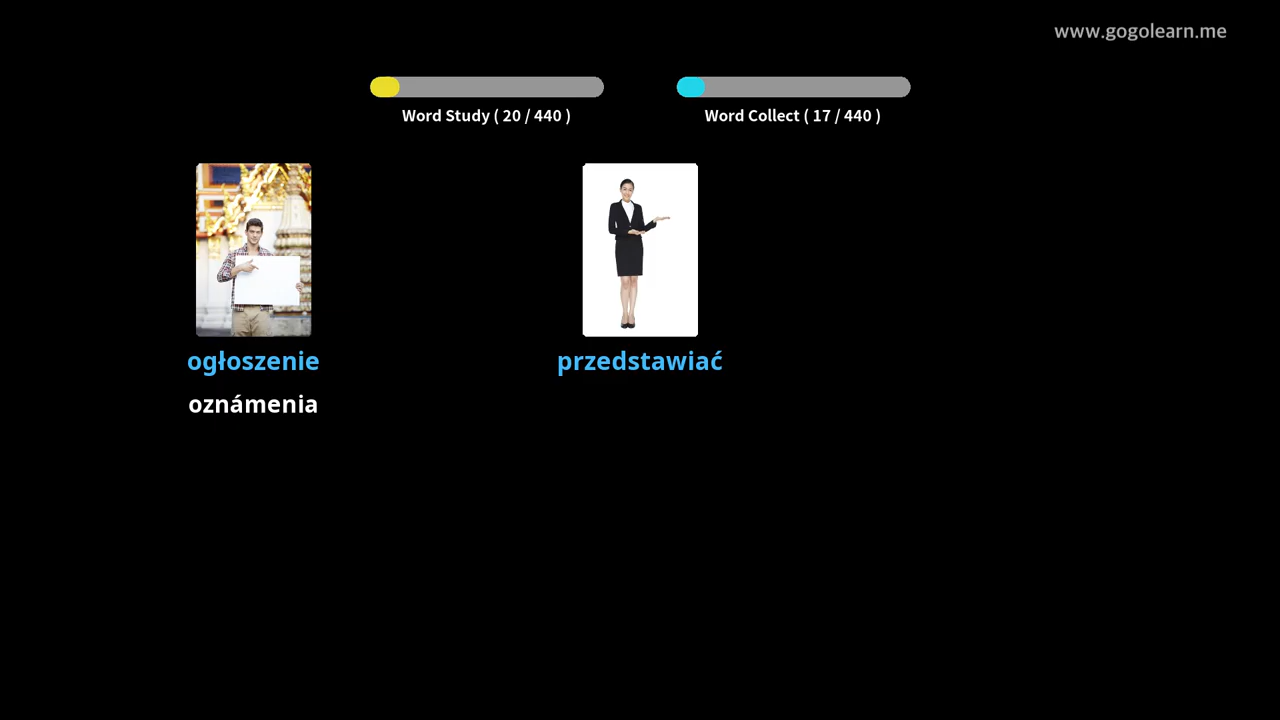 www.gogolearn.me
Word Study ( 20 / 440 )
Word Collect ( 17 / 440 )
ogłoszenie
przedstawiać
oznámenia